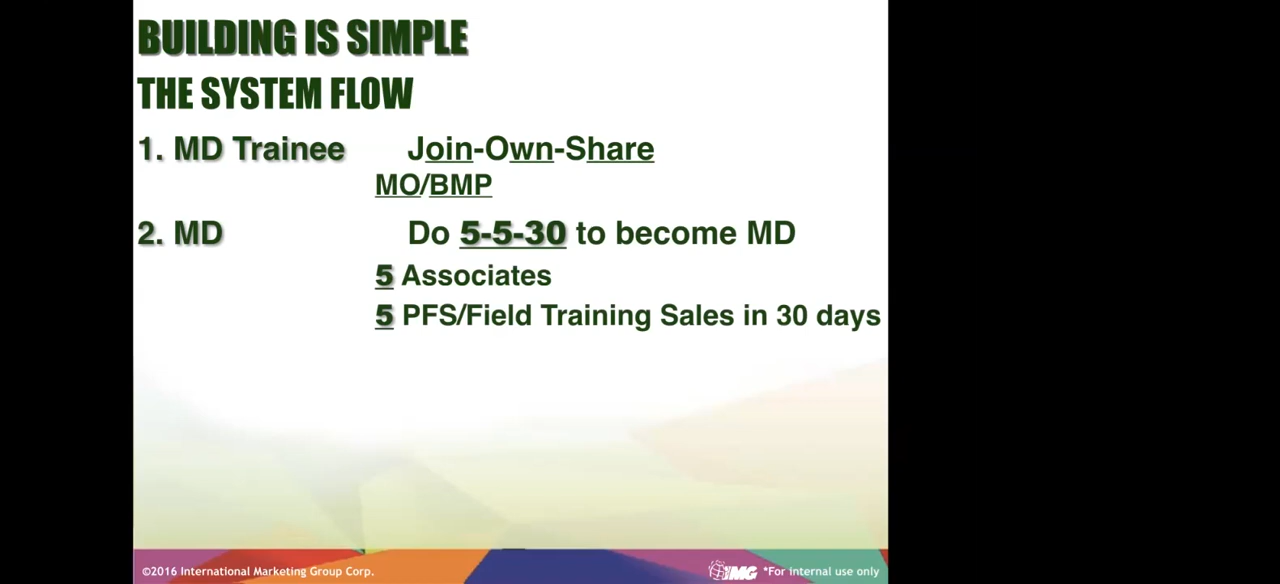 BUILDING IS SIMPLE
THE SYSTEM FLOW
1. MD Trainee Join-Own-Share
MO/BMP
2. MD Do 5-5-30 to become MD
5 Associates
5 PFS/Field Training Sales in 30 days
©2016 International Marketing Group Corp. IMG *For internal use only